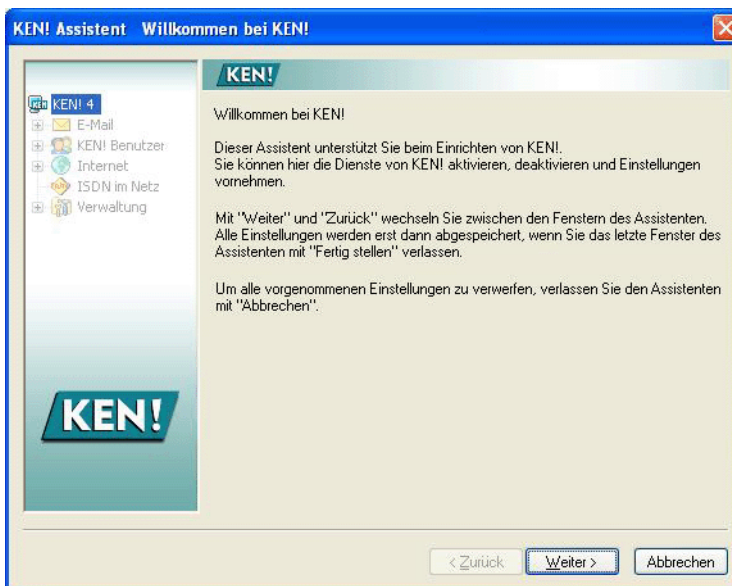 KEN! Assistent   Willkommen bei KEN!
KEN! 4
E-Mail
KEN! Benutzer
Internet
ISDN im Netz
Verwaltung
KEN!
KEN!
Willkommen bei KEN!
Dieser Assistent unterstützt Sie beim Einrichten von KEN!.
Sie können hier die Dienste von KEN! aktivieren, deaktivieren und Einstellungen
vornehmen.
Mit "Weiter" und "Zurück" wechseln Sie zwischen den Fenstern des Assistenten.
Alle Einstellungen werden erst dann abgespeichert, wenn Sie das letzte Fenster des
Assistenten mit "Fertig stellen" verlassen.
Um alle vorgenommenen Einstellungen zu verwerfen, verlassen Sie den Assistenten
mit "Abbrechen".
< Zurück   Weiter >   Abbrechen